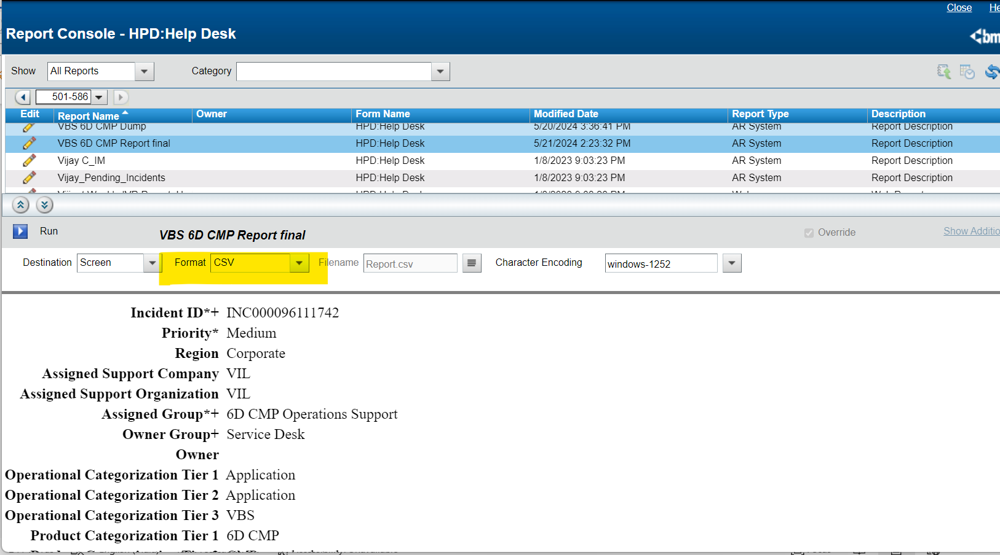 Close
Report Console - HPD:Help Desk
Show All Reports Category
501-586
Edit Report Name Owner Form Name Modified Date Report Type Description
VBS 6D CMP Dump HPD:Help Desk 5/20/2024 3:36:41 PM AR System Report Description
VBS 6D CMP Report final HPD:Help Desk 5/21/2024 2:23:32 PM AR System Report Description
Vijay C_IM HPD:Help Desk 1/8/2023 9:03:23 PM AR System Report Description
Vijay_Pending_Incidents HPD:Help Desk 1/8/2023 9:03:23 PM AR System Report Description
Run VBS 6D CMP Report final Override Show Additio
Destination Screen Format CSV Filename Report.csv Character Encoding windows-1252
Incident ID*+ INC000096111742
Priority* Medium
Region Corporate
Assigned Support Company VIL
Assigned Support Organization VIL
Assigned Group*+ 6D CMP Operations Support
Owner Group+ Service Desk
Owner
Operational Categorization Tier 1 Application
Operational Categorization Tier 2 Application
Operational Categorization Tier 3 VBS
Product Categorization Tier 1 6D CMP